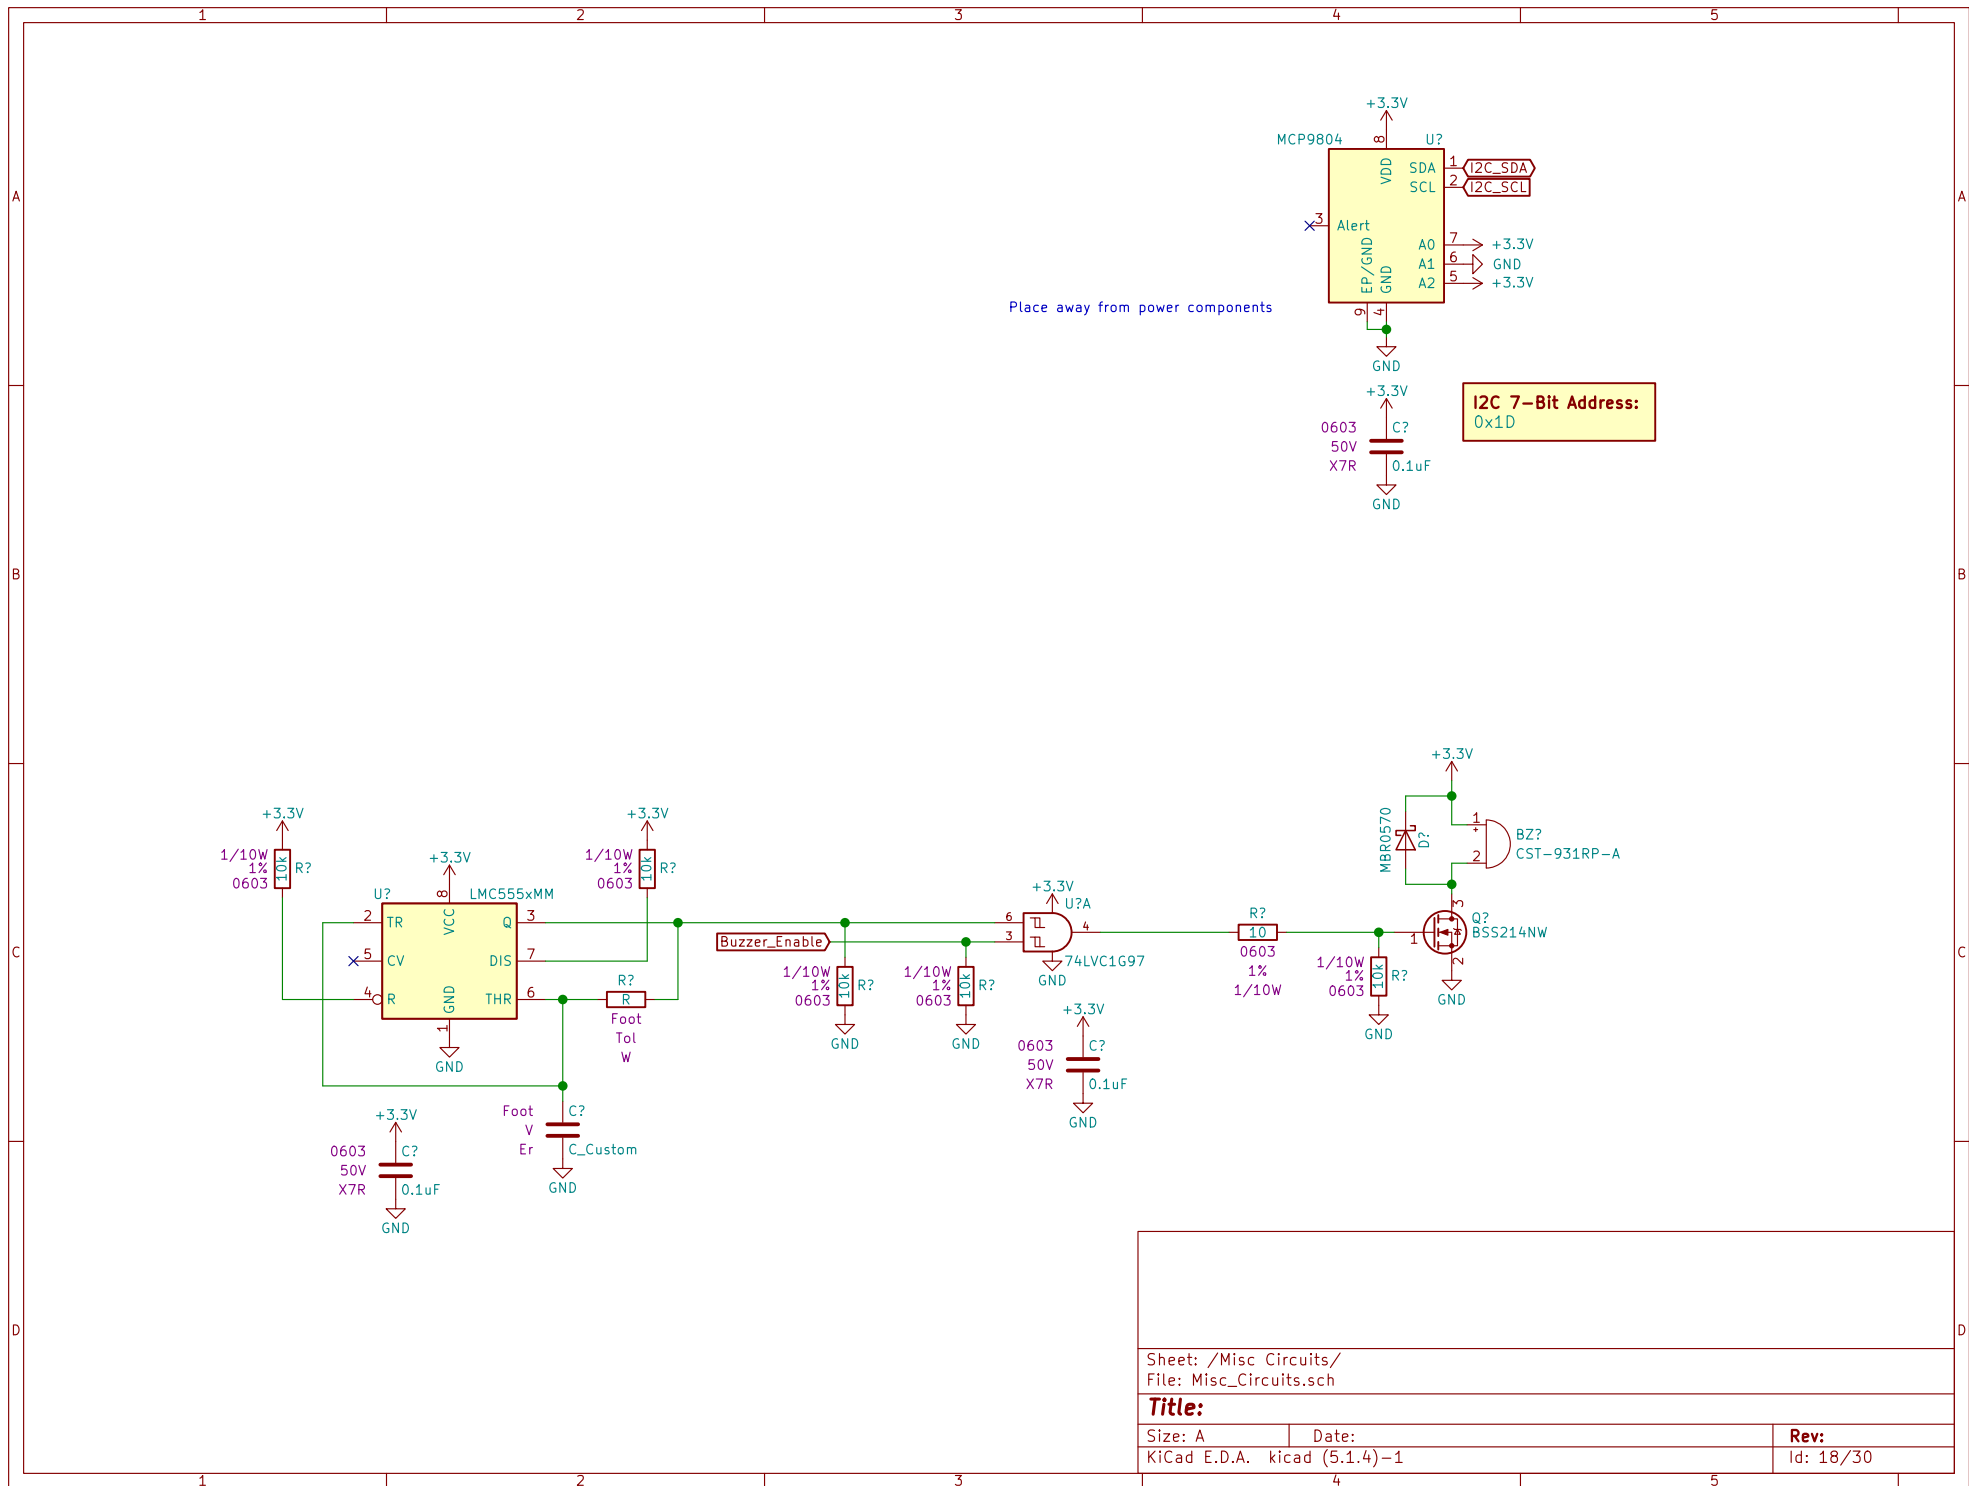 1 2 3 4 5
A A
B B
C C
D D
+3.3V
MCP9804 U?
8
VDD
SDA 1 I2C_SDA
SCL 2 I2C_SCL
3 Alert
A0 7 +3.3V
A1 6 GND
A2 5 +3.3V
EP/GND
GND
9 4
GND
Place away from power components
+3.3V
0603 C?
50V
X7R 0.1uF
GND
I2C 7-Bit Address:
0x1D
+3.3V
1/10W
1% 10k R?
0603
+3.3V
U? LMC555xMM
8
VCC
2 TR Q 3
5 CV DIS 7
4 R THR 6
GND
1
GND
+3.3V
1/10W
1% 10k R?
0603
R?
R
Foot
Tol
W
Foot C?
V
Er C_Custom
GND
+3.3V
0603 C?
50V
X7R 0.1uF
GND
Buzzer_Enable
1/10W
1% 10k R?
0603
GND
1/10W
1% 10k R?
0603
GND
+3.3V
U?A
6
3
4
74LVC1G97
GND
+3.3V
0603 C?
50V
X7R 0.1uF
GND
R?
10
0603
1%
1/10W
1/10W
1% 10k R?
0603
GND
+3.3V
MBR0570
D?
1
+
2
BZ?
CST-931RP-A
3
Q?
BSS214NW
1
2
GND
Sheet: /Misc Circuits/
File: Misc_Circuits.sch
Title:
Size: A Date: Rev:
KiCad E.D.A. kicad (5.1.4)-1 Id: 18/30
1 2 3 4 5